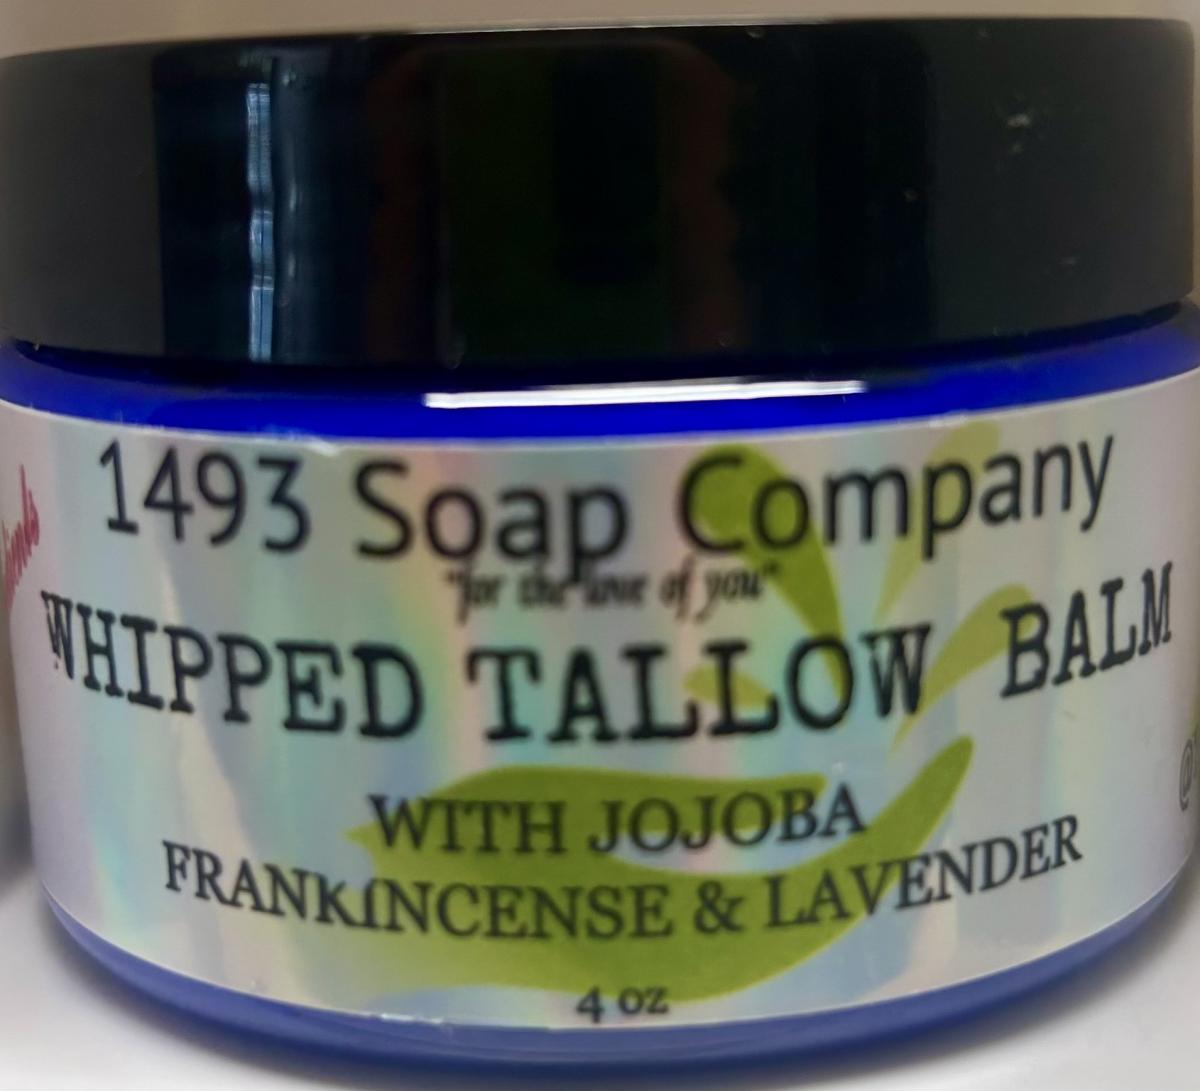 1493 Soap Company
"for the love of you"
WHIPPED TALLOW BALM
WITH JOJOBA
FRANKINCENSE & LAVENDER
4 oz